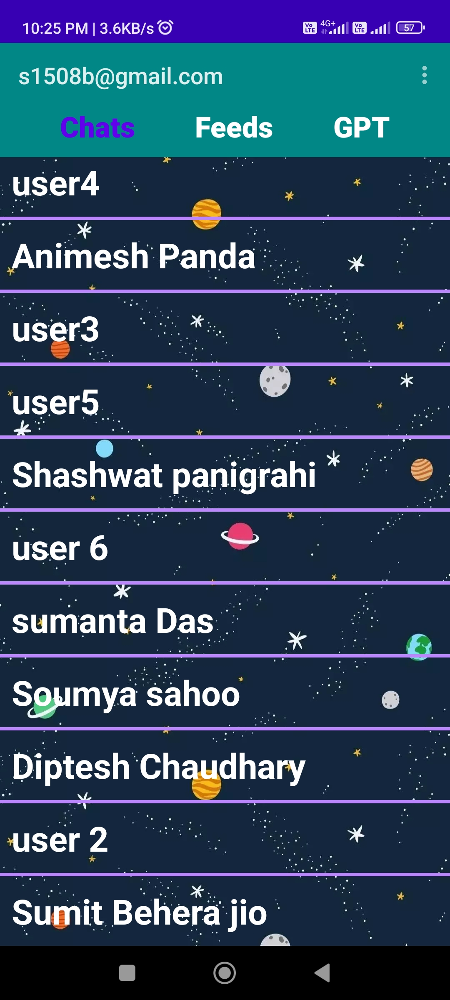 10:25 PM | 3.6KB/s Vo LTE 4G+ Vo LTE 57
s1508b@gmail.com
Chats Feeds GPT
user4
Animesh Panda
user3
user5
Shashwat panigrahi
user 6
sumanta Das
Soumya sahoo
Diptesh Chaudhary
user 2
Sumit Behera jio